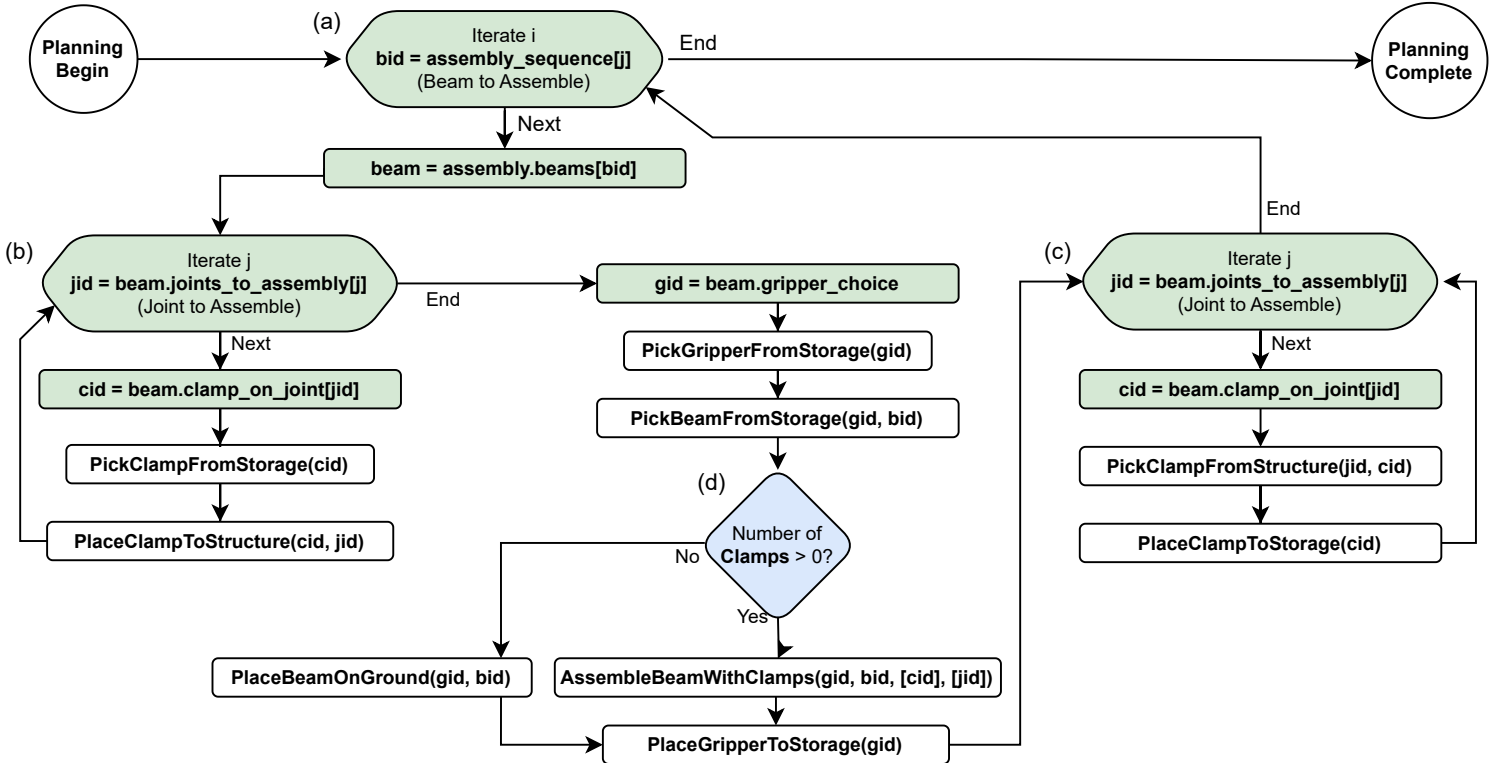 Planning
Begin
(a)
Iterate i
bid = assembly_sequence[j]
(Beam to Assemble)
End
Planning
Complete
Next
beam = assembly.beams[bid]
(b)
Iterate j
jid = beam.joints_to_assembly[j]
(Joint to Assemble)
End
Next
cid = beam.clamp_on_joint[jid]
PickClampFromStorage(cid)
PlaceClampToStructure(cid, jid)
gid = beam.gripper_choice
PickGripperFromStorage(gid)
PickBeamFromStorage(gid, bid)
(d)
Number of
Clamps > 0?
No
Yes
PlaceBeamOnGround(gid, bid)
AssembleBeamWithClamps(gid, bid, [cid], [jid])
PlaceGripperToStorage(gid)
End
(c)
Iterate j
jid = beam.joints_to_assembly[j]
(Joint to Assemble)
Next
cid = beam.clamp_on_joint[jid]
PickClampFromStructure(jid, cid)
PlaceClampToStorage(cid)